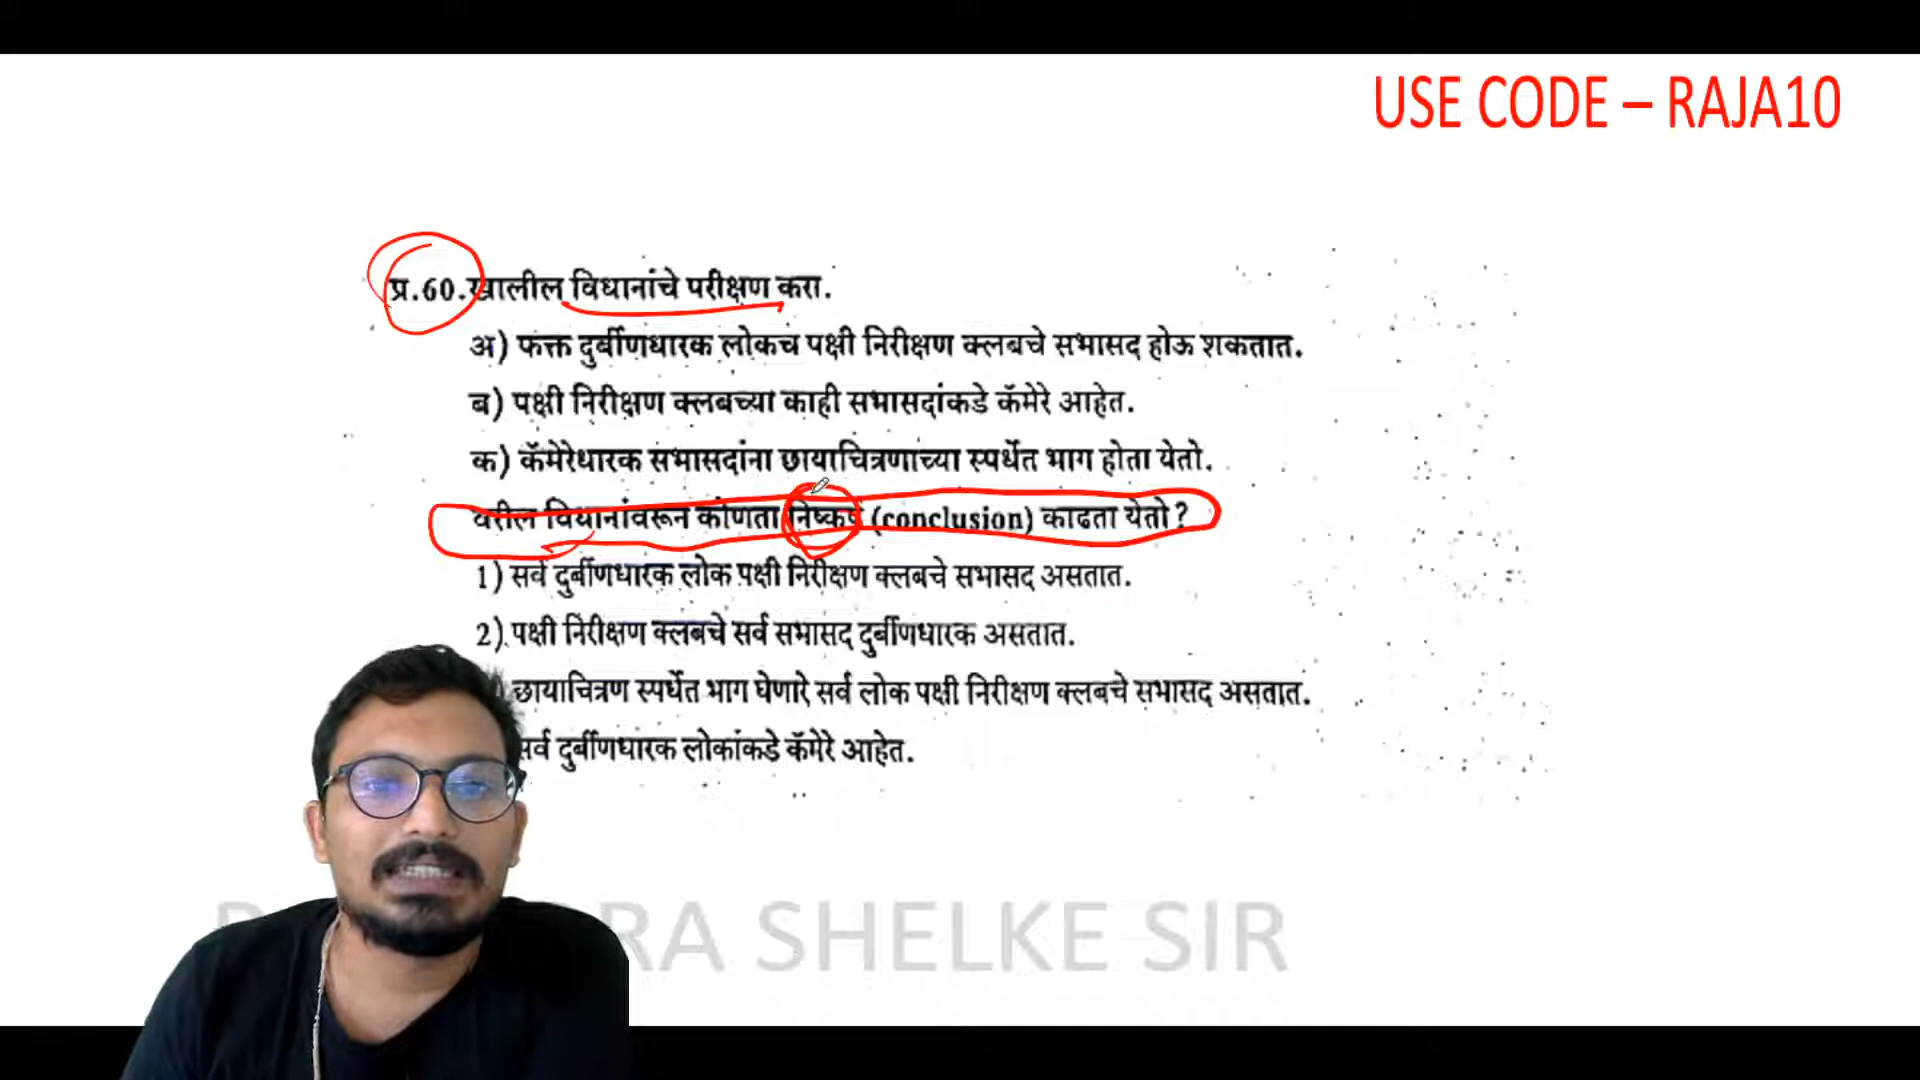 USE CODE – RAJA10
प्र.60. खालील विधानांचे परीक्षण करा.
अ) फक्त दुर्बीणधारक लोकच पक्षी निरीक्षण क्लबचे सभासद होऊ शकतात.
ब) पक्षी निरीक्षण क्लबच्या काही सभासदांकडे कॅमेरे आहेत.
क) कॅमेरेधारक सभासदांना छायाचित्रणाच्या स्पर्धेत भाग होता येतो.
वरील विधानांवरून कोणता निष्कर्ष (conclusion) काढता येतो?
1) सर्व दुर्बीणधारक लोक पक्षी निरीक्षण क्लबचे सभासद असतात.
2) पक्षी निरीक्षण क्लबचे सर्व सभासद दुर्बीणधारक असतात.
) छायाचित्रण स्पर्धेत भाग घेणारे सर्व लोक पक्षी निरीक्षण क्लबचे सभासद असतात.
सर्व दुर्बीणधारक लोकांकडे कॅमेरे आहेत.
SHELKE SIR